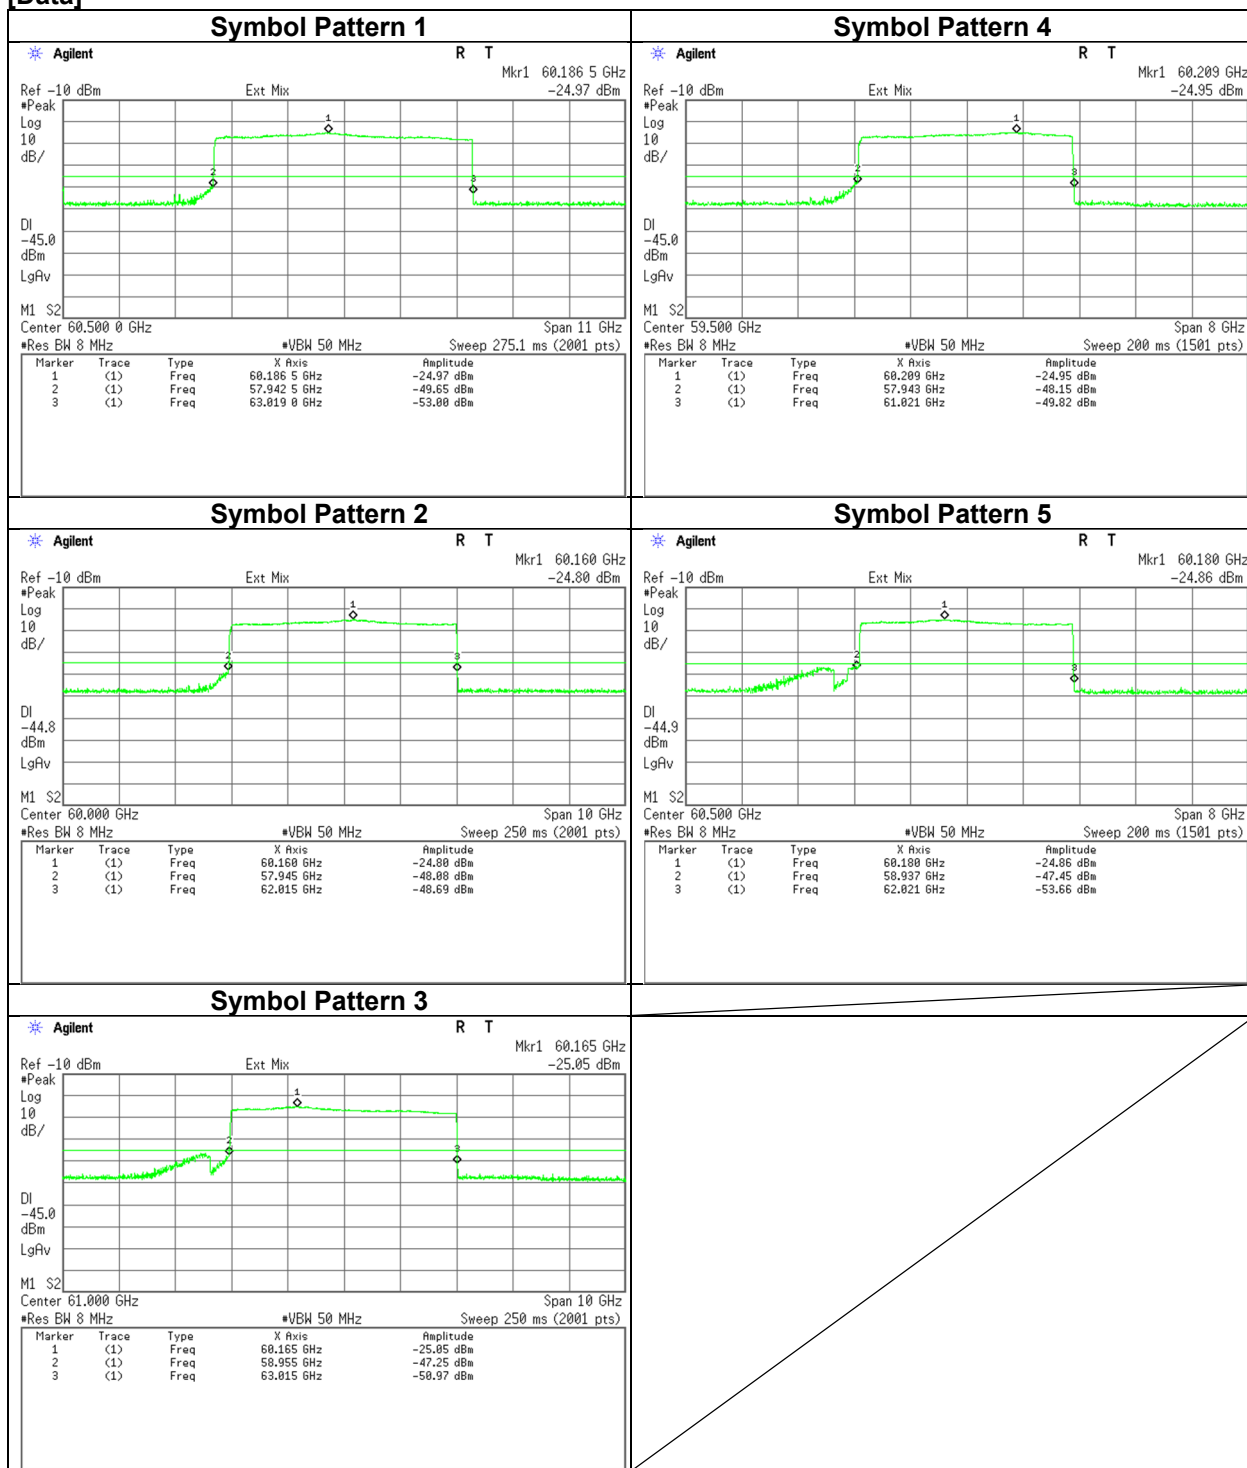 [Data]
Symbol Pattern 1
Agilent R T
Mkr1 60.186 5 GHz
Ref -10 dBm Ext Mix -24.97 dBm
#Peak
Log
10
dB/
1
2
3
DI
-45.0
dBm
LgAv
M1 S2
Center 60.500 0 GHz Span 11 GHz
#Res BW 8 MHz #VBW 50 MHz Sweep 275.1 ms (2001 pts)
Marker Trace Type X Axis Amplitude
1 (1) Freq 60.186 5 GHz -24.97 dBm
2 (1) Freq 57.942 5 GHz -49.65 dBm
3 (1) Freq 63.019 0 GHz -53.00 dBm
Symbol Pattern 4
Agilent R T
Mkr1 60.209 GHz
Ref -10 dBm Ext Mix -24.95 dBm
#Peak
Log
10
dB/
1
2
3
DI
-45.0
dBm
LgAv
M1 S2
Center 59.500 GHz Span 8 GHz
#Res BW 8 MHz #VBW 50 MHz Sweep 200 ms (1501 pts)
Marker Trace Type X Axis Amplitude
1 (1) Freq 60.209 GHz -24.95 dBm
2 (1) Freq 57.943 GHz -48.15 dBm
3 (1) Freq 61.021 GHz -49.82 dBm
Symbol Pattern 2
Agilent R T
Mkr1 60.160 GHz
Ref -10 dBm Ext Mix -24.80 dBm
#Peak
Log
10
dB/
1
2
3
DI
-44.8
dBm
LgAv
M1 S2
Center 60.000 GHz Span 10 GHz
#Res BW 8 MHz #VBW 50 MHz Sweep 250 ms (2001 pts)
Marker Trace Type X Axis Amplitude
1 (1) Freq 60.160 GHz -24.80 dBm
2 (1) Freq 57.945 GHz -48.08 dBm
3 (1) Freq 62.015 GHz -48.69 dBm
Symbol Pattern 5
Agilent R T
Mkr1 60.180 GHz
Ref -10 dBm Ext Mix -24.86 dBm
#Peak
Log
10
dB/
1
2
3
DI
-44.9
dBm
LgAv
M1 S2
Center 60.500 GHz Span 8 GHz
#Res BW 8 MHz #VBW 50 MHz Sweep 200 ms (1501 pts)
Marker Trace Type X Axis Amplitude
1 (1) Freq 60.180 GHz -24.86 dBm
2 (1) Freq 58.937 GHz -47.45 dBm
3 (1) Freq 62.021 GHz -53.66 dBm
Symbol Pattern 3
Agilent R T
Mkr1 60.165 GHz
Ref -10 dBm Ext Mix -25.05 dBm
#Peak
Log
10
dB/
1
2
3
DI
-45.0
dBm
LgAv
M1 S2
Center 61.000 GHz Span 10 GHz
#Res BW 8 MHz #VBW 50 MHz Sweep 250 ms (2001 pts)
Marker Trace Type X Axis Amplitude
1 (1) Freq 60.165 GHz -25.05 dBm
2 (1) Freq 58.955 GHz -47.25 dBm
3 (1) Freq 63.015 GHz -50.97 dBm